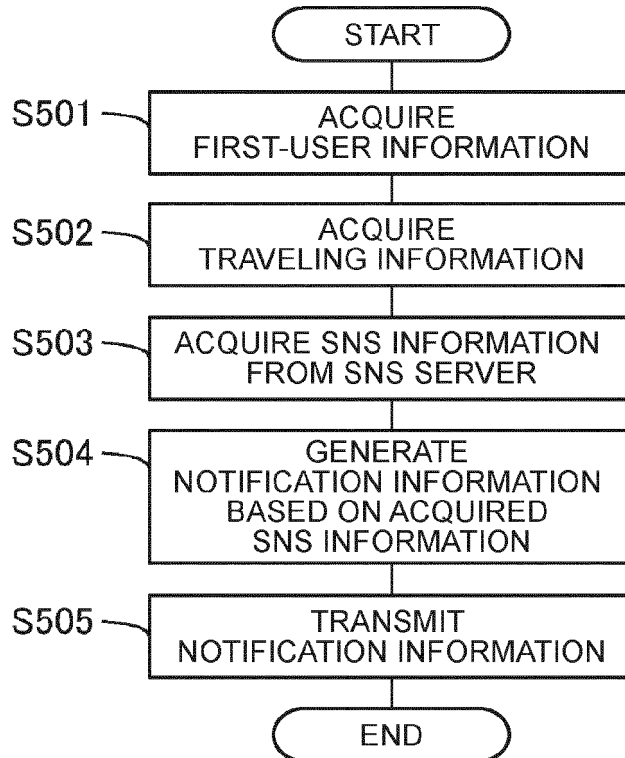 START
S501
ACQUIRE
FIRST-USER INFORMATION
S502
ACQUIRE
TRAVELING INFORMATION
S503
ACQUIRE SNS INFORMATION
FROM SNS SERVER
S504
GENERATE
NOTIFICATION INFORMATION
BASED ON ACQUIRED
SNS INFORMATION
S505
TRANSMIT
NOTIFICATION INFORMATION
END